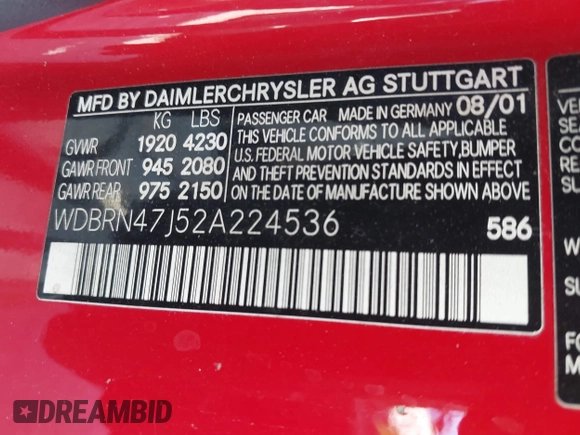 MFD BY DAIMLERCHRYSLER AG STUTTGART
KG LBS
GVWR 1920 4230
GAWR FRONT 945 2080
GAWR REAR 975 2150
PASSENGER CAR MADE IN GERMANY 08/01
THIS VEHICLE CONFORMS TO ALL APPLICABLE
U.S. FEDERAL MOTOR VEHICLE SAFETY, BUMPER
AND THEFT PREVENTION STANDARDS IN EFFECT
ON DATE OF MANUFACTURE SHOWN ABOVE.
WDBRN47J52A224536
586
DREAMBID